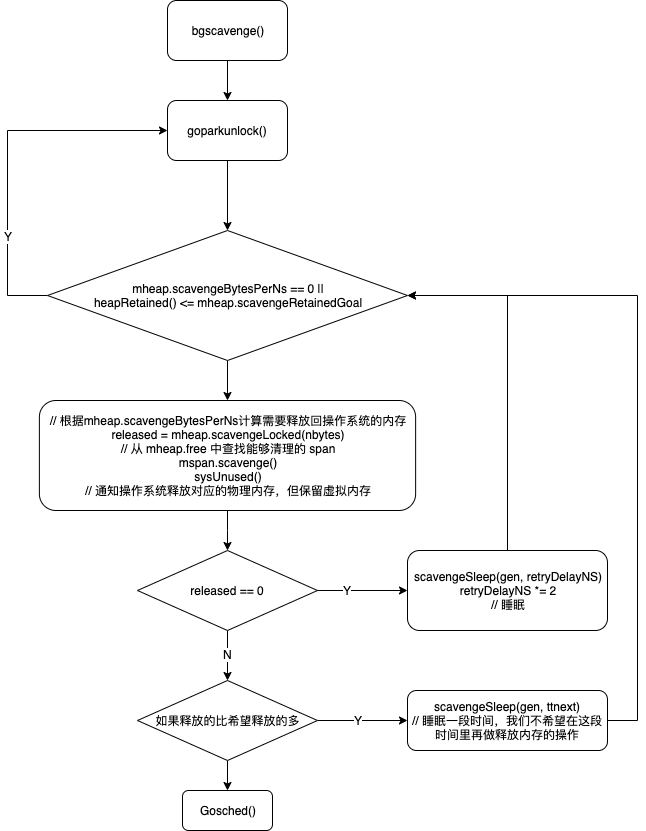 bgscavenge()
goparkunlock()
Y
mheap.scavengeBytesPerNs == 0 ||
heapRetained() <= mheap.scavengeRetainedGoal
// 根据mheap.scavengeBytesPerNs计算需要释放回操作系统的内存
released = mheap.scavengeLocked(nbytes)
// 从 mheap.free 中查找能够清理的 span
mspan.scavenge()
sysUnused()
// 通知操作系统释放对应的物理内存，但保留虚拟内存
released == 0
Y
scavengeSleep(gen, retryDelayNS)
retryDelayNS *= 2
// 睡眠
N
如果释放的比希望释放的多
Y
scavengeSleep(gen, ttnext)
// 睡眠一段时间，我们不希望在这段
时间里再做释放内存的操作
Gosched()